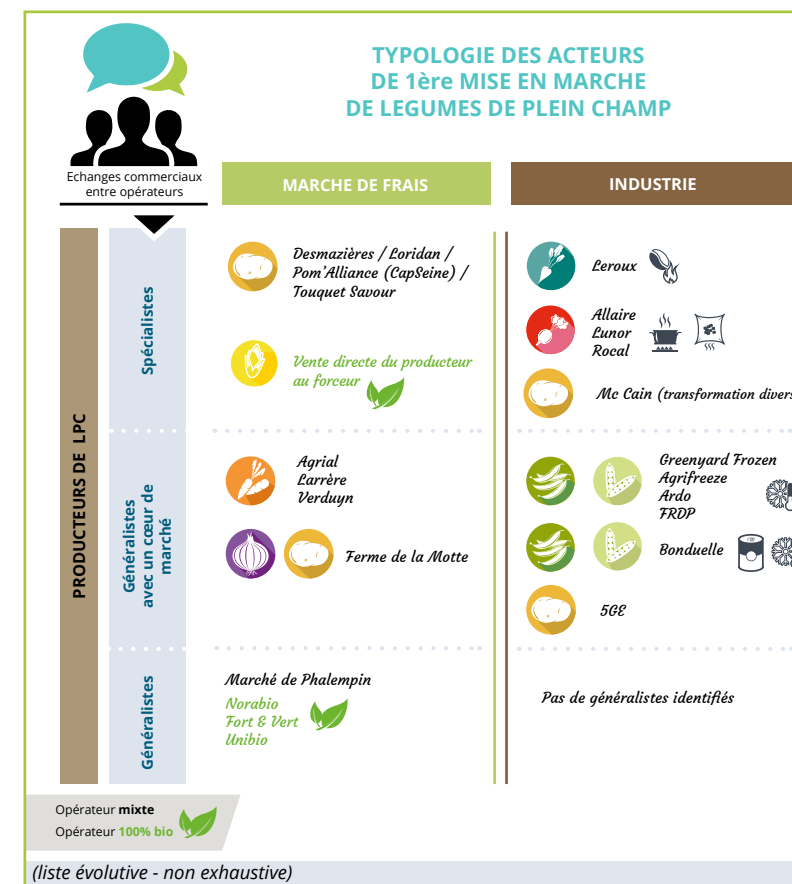 TYPOLOGIE DES ACTEURS
DE 1ère MISE EN MARCHE
DE LEGUMES DE PLEIN CHAMP
Echanges commerciaux
entre opérateurs
MARCHE DE FRAIS
INDUSTRIE
PRODUCTEURS DE LPC
Spécialistes
Desmazières / Loridan /
Pom'Alliance (CapSeine) /
Touquet Savour
Vente directe du producteur
au forceur
Leroux
Allaire
Lunor
Rocal
Mc Cain (transformation divers
Généralistes
avec un cœur de
marché
Agrial
Larrère
Verduyn
Ferme de la Motte
Greenyard Frozen
Agrifreeze
Ardo
FRDP
Bonduelle
5GE
Généralistes
Marché de Phalempin
Norabio
Fort & Vert
Unibio
Pas de généralistes identifiés
Opérateur mixte
Opérateur 100% bio
(liste évolutive - non exhaustive)